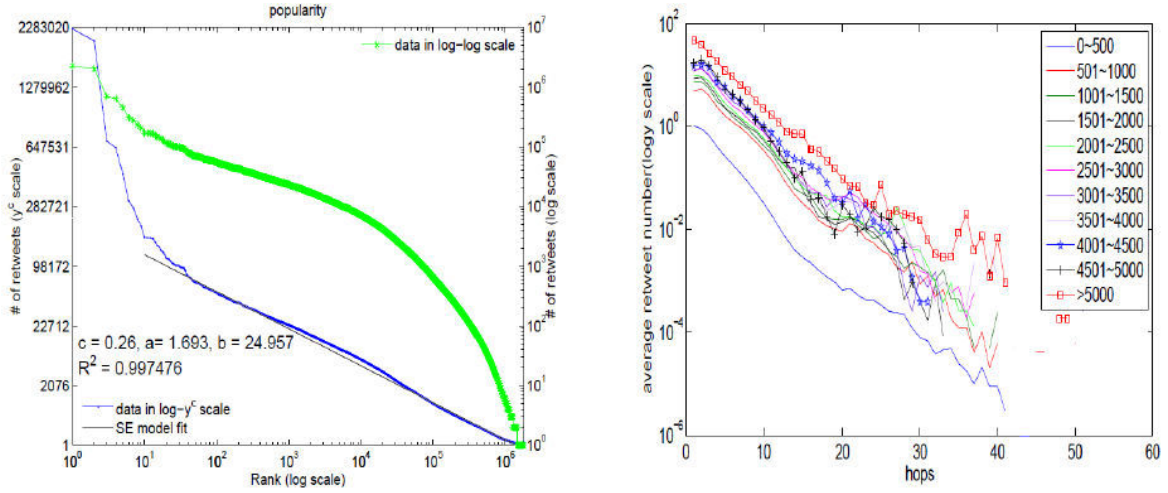 popularity
# of retweets (y^c scale)
2283020
1279962
647531
282721
98172
22712
2076
1
10^7
10^6
10^5
10^4
10^3
10^2
10^1
10^0
# of retweets (log scale)
data in log-log scale
c = 0.26, a= 1.693, b = 24.957
R^2 = 0.997476
data in log-y^c scale
SE model fit
10^0 10^1 10^2 10^3 10^4 10^5 10^6
Rank (log scale)
average retweet number(logy scale)
10^2
10^0
10^-2
10^-4
10^-6
0~500
501~1000
1001~1500
1501~2000
2001~2500
2501~3000
3001~3500
3501~4000
4001~4500
4501~5000
>5000
0 10 20 30 40 50 60
hops